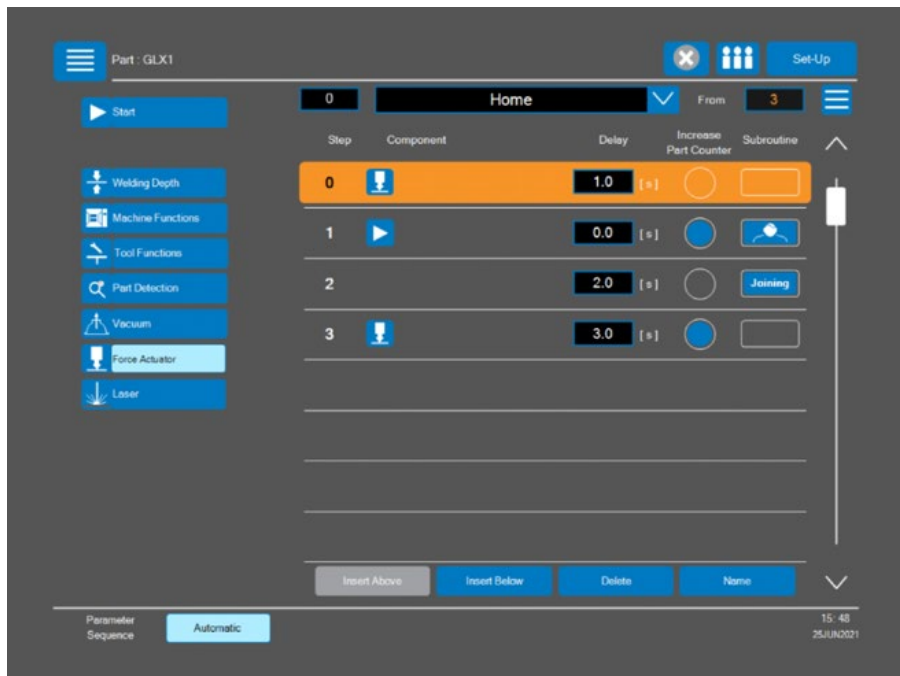 Part : GLX1
Set-Up
Start
0 Home From 3
Step Component Delay Increase Part Counter Subroutine
0 1.0 [s]
1 0.0 [s]
2 2.0 [s] Joining
3 3.0 [s]
Welding Depth
Machine Functions
Tool Functions
Part Detection
Vacuum
Force Actuator
Laser
Insert Above Insert Below Delete Name
Parameter
Sequence
Automatic
15: 48
25JUN2021